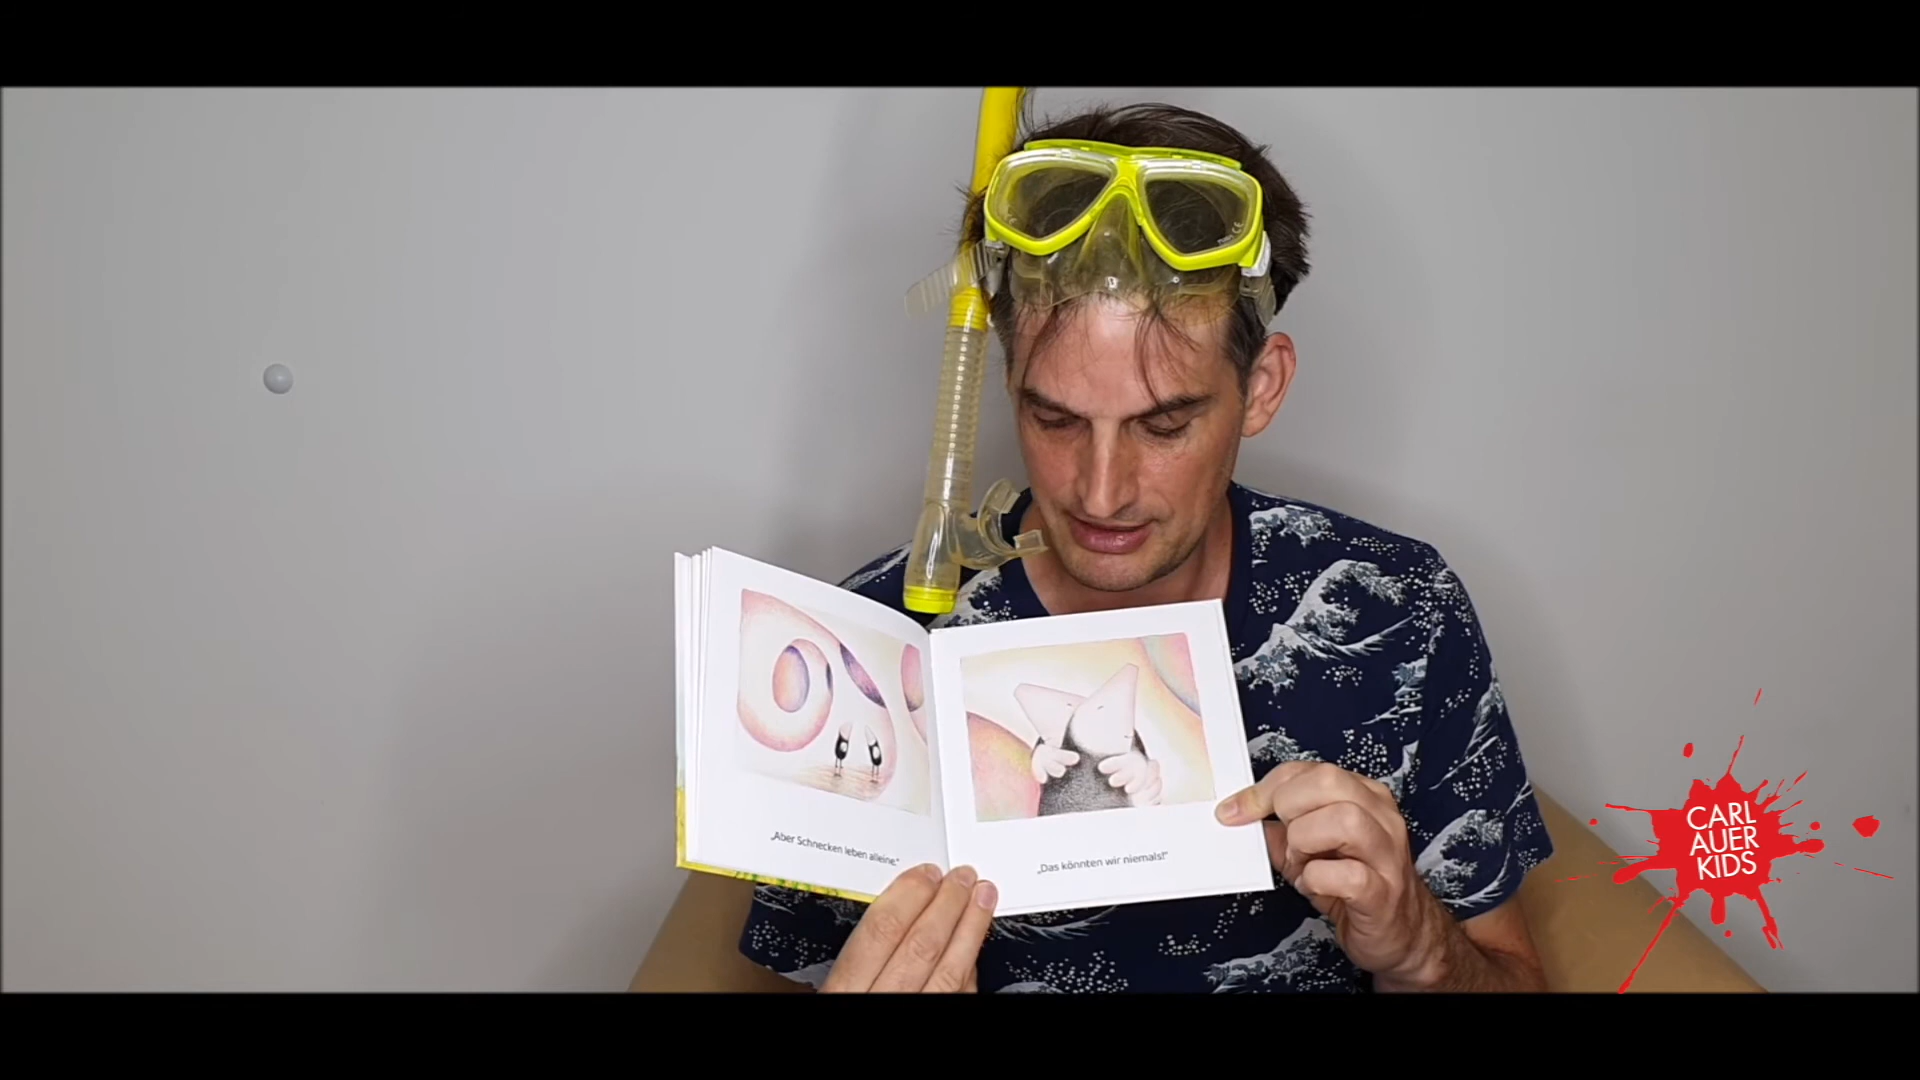 „Aber Schnecken leben alleine.“
„Das könnten wir niemals!“
CARL
AUER
KIDS